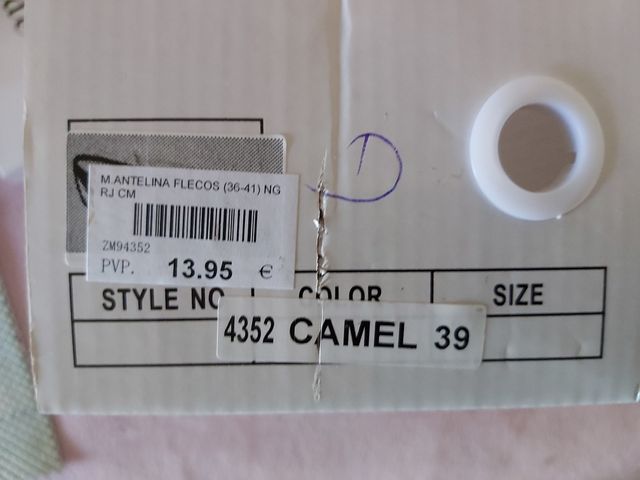 M.ANTELINA FLECOS (36-41) NG
RJ CM
ZM94352
PVP. 13.95 €
D
STYLE NO. COLOR SIZE
4352 CAMEL 39